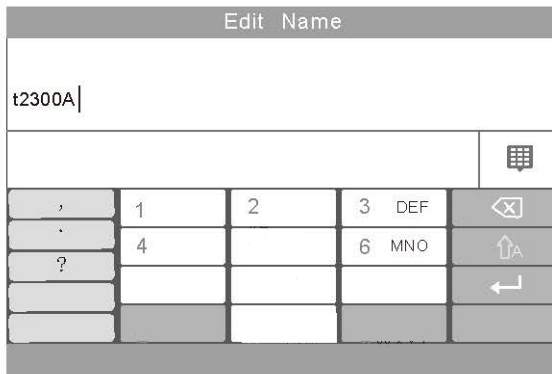 Edit Name
t2300A
,
1 2 3 DEF
.
4 6 MNO
?
A